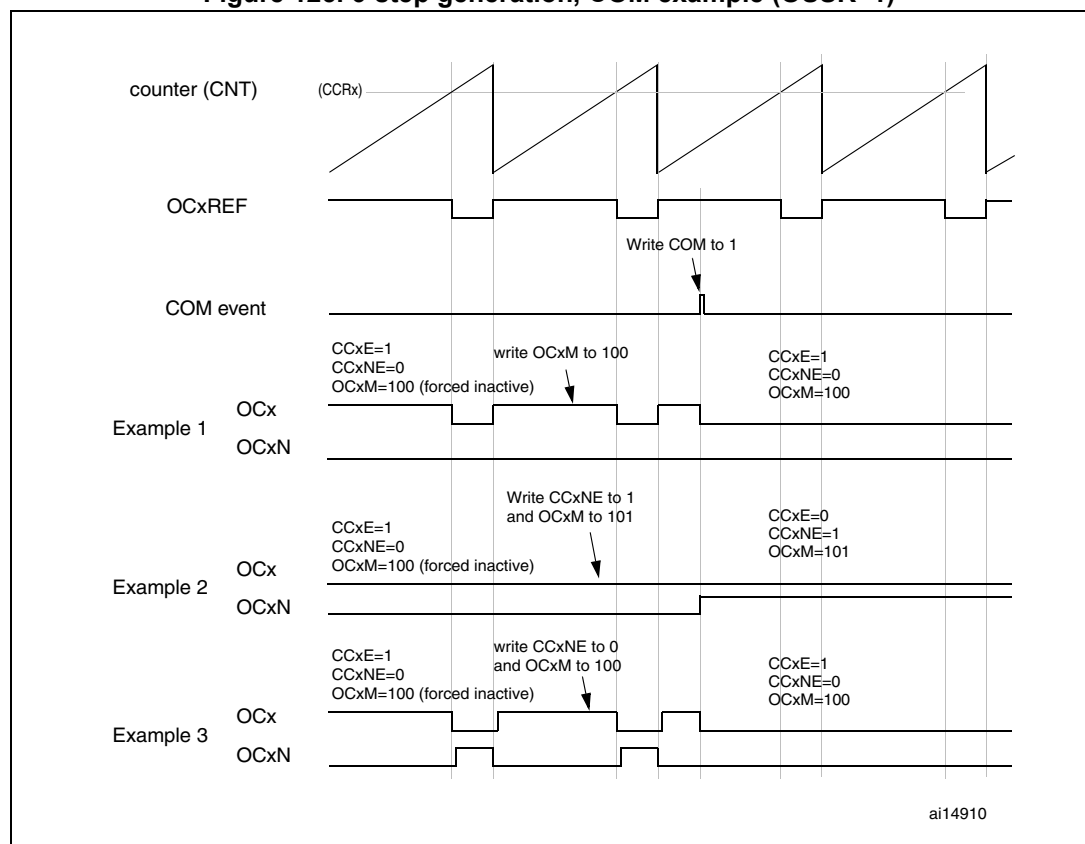 counter (CNT)
(CCRx)
OCxREF
Write COM to 1
COM event
CCxE=1
CCxNE=0
OCxM=100 (forced inactive)
write OCxM to 100
CCxE=1
CCxNE=0
OCxM=100
Example 1
OCx
OCxN
Write CCxNE to 1
and OCxM to 101
CCxE=1
CCxNE=0
OCxM=100 (forced inactive)
CCxE=0
CCxNE=1
OCxM=101
Example 2
OCx
OCxN
write CCxNE to 0
and OCxM to 100
CCxE=1
CCxNE=0
OCxM=100 (forced inactive)
CCxE=1
CCxNE=0
OCxM=100
Example 3
OCx
OCxN
ai14910